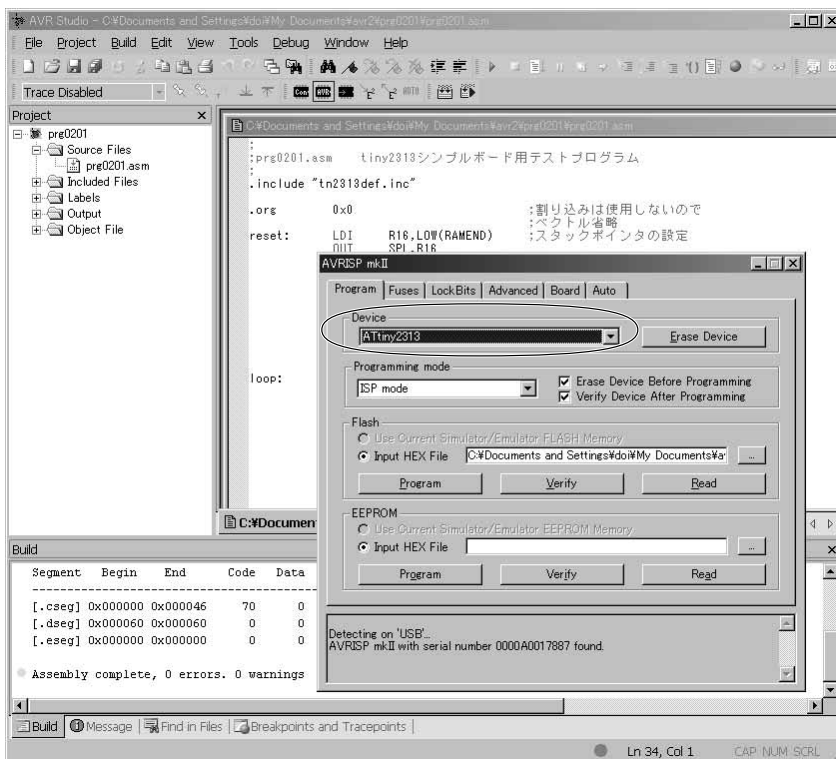 AVR Studio - C:¥Documents and Settings¥doi¥My Documents¥avr2¥prg0201¥prg0201.asm
File Project Build Edit View Tools Debug Window Help
Trace Disabled
Project
prg0201
Source Files
prg0201.asm
Included Files
Labels
Output
Object File
C:¥Documents and Settings¥doi¥My Documents¥avr2¥prg0201¥prg0201.asm
;
;prg0201.asm tiny2313シンプルボード用テストプログラム
;
.include "tn2313def.inc"
.org 0x0 ;割り込みは使用しないので
;ベクトル省略
reset: LDI R16,LOW(RAMEND) ;スタックポインタの設定
OUT SPL,R16
loop:
C:¥Documen
AVRISP mkII
Program Fuses LockBits Advanced Board Auto
Device
ATtiny2313
Erase Device
Programming mode
ISP mode
Erase Device Before Programming
Verify Device After Programming
Flash
Use Current Simulator/Emulator FLASH Memory
Input HEX File C:¥Documents and Settings¥doi¥My Documents¥a
...
Program Verify Read
EEPROM
Use Current Simulator/Emulator EEPROM Memory
Input HEX File
...
Program Verify Read
Detecting on 'USB'...
AVRISP mkII with serial number 0000A0017887 found.
Build
Segment Begin End Code Data
[.cseg] 0x000000 0x000046 70 0
[.dseg] 0x000060 0x000060 0 0
[.eseg] 0x000000 0x000000 0 0
Assembly complete, 0 errors. 0 warnings
Build Message Find in Files Breakpoints and Tracepoints
Ln 34, Col 1 CAP NUM SCRL